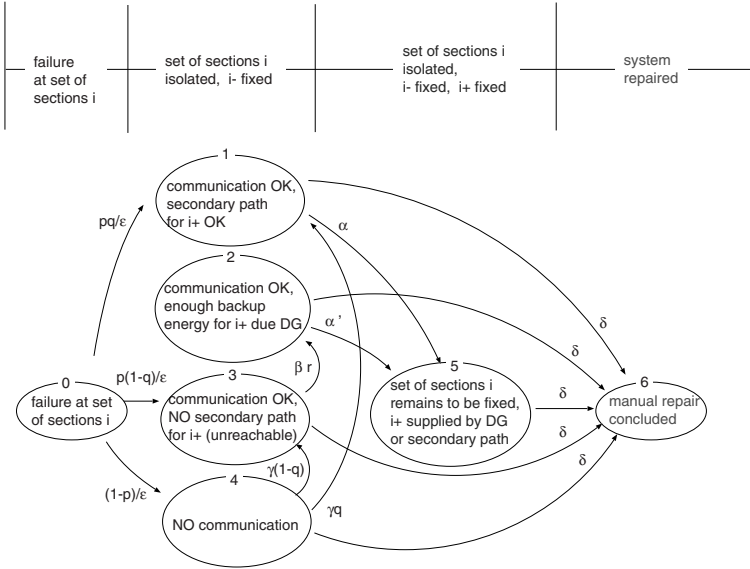 failure
at set of
sections i
set of sections i
isolated, i- fixed
set of sections i
isolated,
i- fixed, i+ fixed
system
repaired
1
communication OK,
secondary path
for i+ OK
pq/ε
α
2
communication OK,
enough backup
energy for i+ due DG
α '
δ
δ
β r
0
failure at set
of sections i
p(1-q)/ε
3
communication OK,
NO secondary path
for i+ (unreachable)
5
set of sections i
remains to be fixed,
i+ supplied by DG
or secondary path
δ
6
manual repair
concluded
δ
γ(1-q)
δ
(1-p)/ε
4
NO communication
γq